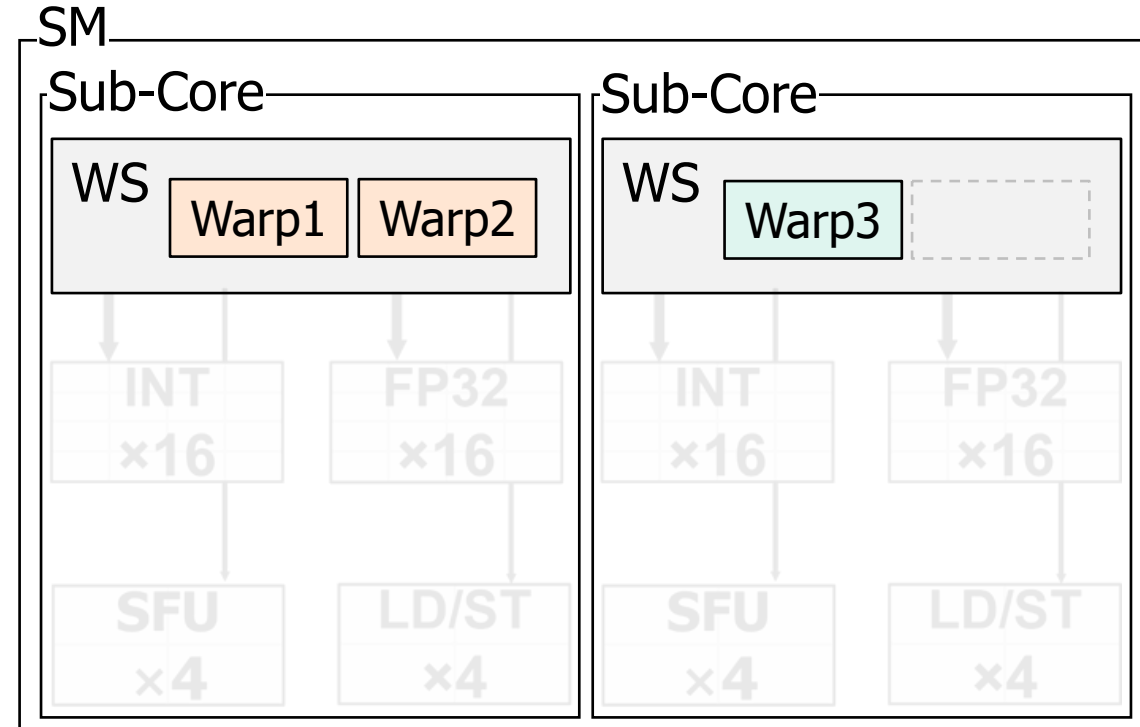 SM
Sub-Core
Sub-Core
WS
Warp1
Warp2
WS
Warp3
INT
×16
FP32
×16
INT
×16
FP32
×16
SFU
×4
LD/ST
×4
SFU
×4
LD/ST
×4